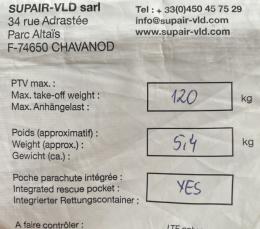 SUPAIR-VLD sarl
34 rue Adrastée
Parc Altaïs
F-74650 CHAVANOD
Tel : + 33(0)450 45 75 29
info@supair-vld.com
www.supair-vld.com
PTV max. :
Max. take-off weight :
Max. Anhängelast :
120 kg
Poids (approximatif) :
Weight (approx.) :
Gewicht (ca.) :
5,4 kg
Poche parachute intégrée :
Integrated rescue pocket :
Integrierter Rettungscontainer :
YES
A faire contrôler :